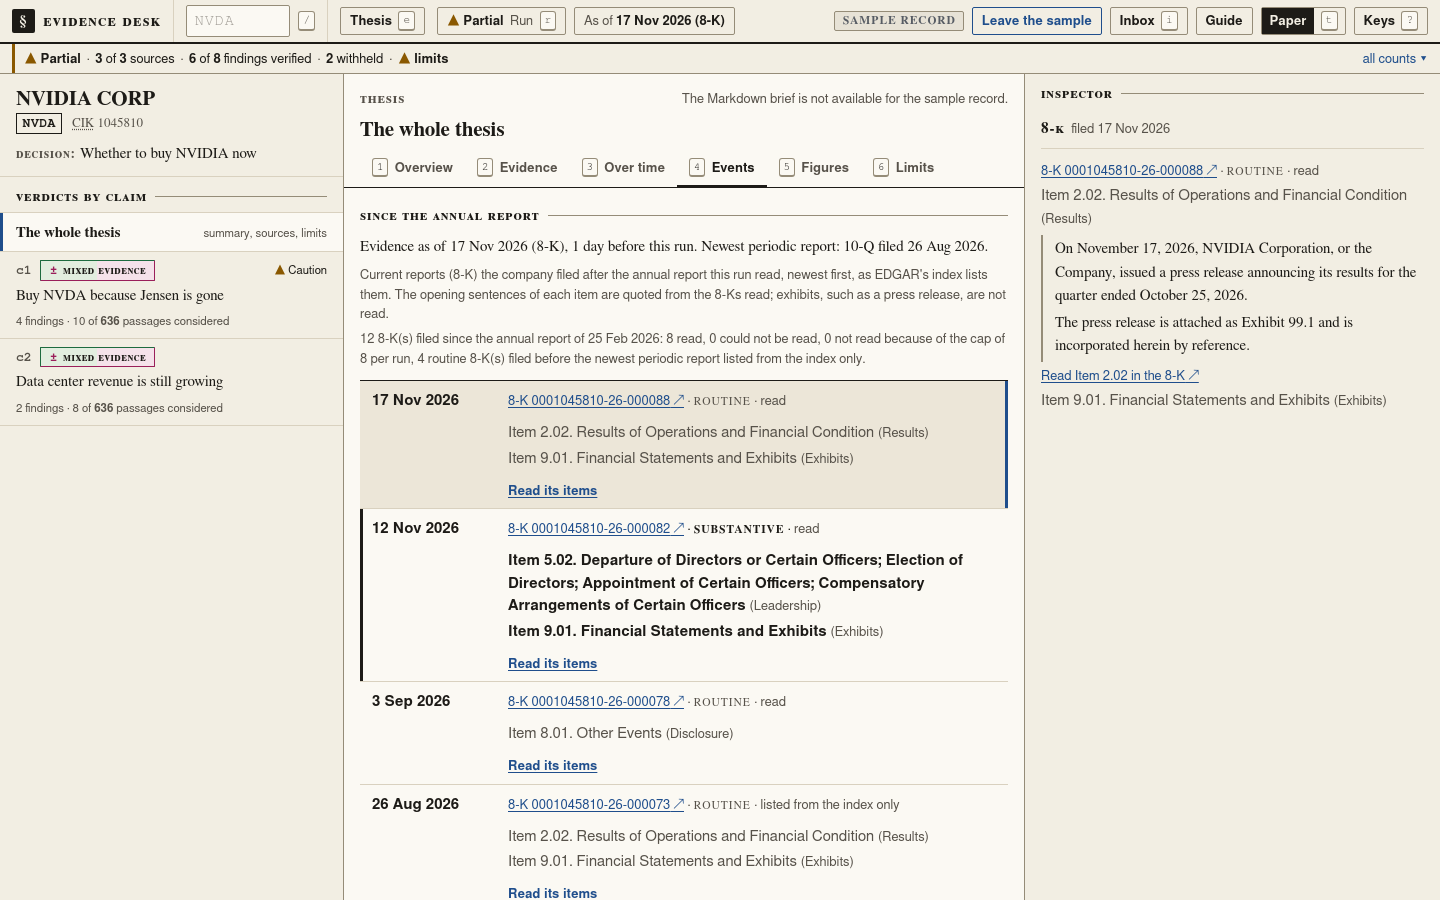 § EVIDENCE DESK NVDA / Thesis e Partial Run r As of 17 Nov 2026 (8-K) SAMPLE RECORD Leave the sample Inbox i Guide Paper t Keys ?
Partial · 3 of 3 sources · 6 of 8 findings verified · 2 withheld · limits all counts ▾
NVIDIA CORP
NVDA CIK 1045810
DECISION: Whether to buy NVIDIA now
VERDICTS BY CLAIM
The whole thesis summary, sources, limits
c1 ± MIXED EVIDENCE Caution
Buy NVDA because Jensen is gone
4 findings · 10 of 636 passages considered
c2 ± MIXED EVIDENCE
Data center revenue is still growing
2 findings · 8 of 636 passages considered
THESIS The Markdown brief is not available for the sample record.
The whole thesis
1 Overview 2 Evidence 3 Over time 4 Events 5 Figures 6 Limits
SINCE THE ANNUAL REPORT
Evidence as of 17 Nov 2026 (8-K), 1 day before this run. Newest periodic report: 10-Q filed 26 Aug 2026.
Current reports (8-K) the company filed after the annual report this run read, newest first, as EDGAR's index lists
them. The opening sentences of each item are quoted from the 8-Ks read; exhibits, such as a press release, are not
read.
12 8-K(s) filed since the annual report of 25 Feb 2026: 8 read, 0 could not be read, 0 not read because of the cap of
8 per run, 4 routine 8-K(s) filed before the newest periodic report listed from the index only.
17 Nov 2026 8-K 0001045810-26-000088 ↗ · ROUTINE · read
Item 2.02. Results of Operations and Financial Condition (Results)
Item 9.01. Financial Statements and Exhibits (Exhibits)
Read its items
12 Nov 2026 8-K 0001045810-26-000082 ↗ · SUBSTANTIVE · read
Item 5.02. Departure of Directors or Certain Officers; Election of
Directors; Appointment of Certain Officers; Compensatory
Arrangements of Certain Officers (Leadership)
Item 9.01. Financial Statements and Exhibits (Exhibits)
Read its items
3 Sep 2026 8-K 0001045810-26-000078 ↗ · ROUTINE · read
Item 8.01. Other Events (Disclosure)
Read its items
26 Aug 2026 8-K 0001045810-26-000073 ↗ · ROUTINE · listed from the index only
Item 2.02. Results of Operations and Financial Condition (Results)
Item 9.01. Financial Statements and Exhibits (Exhibits)
Read its items
INSPECTOR
8-K filed 17 Nov 2026
8-K 0001045810-26-000088 ↗ · ROUTINE · read
Item 2.02. Results of Operations and Financial Condition
(Results)
On November 17, 2026, NVIDIA Corporation, or the
Company, issued a press release announcing its results for the
quarter ended October 25, 2026.
The press release is attached as Exhibit 99.1 and is
incorporated herein by reference.
Read Item 2.02 in the 8-K ↗
Item 9.01. Financial Statements and Exhibits (Exhibits)